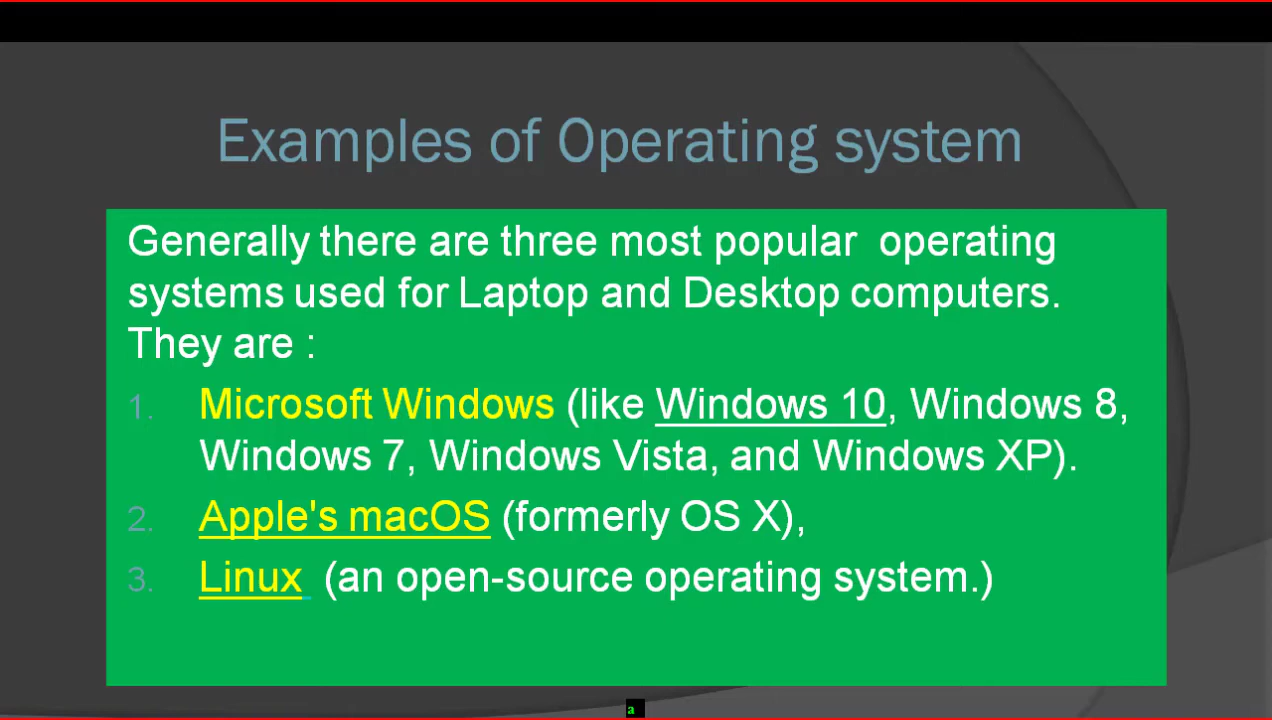 Examples of Operating system
Generally there are three most popular operating
systems used for Laptop and Desktop computers.
They are :
1. Microsoft Windows (like Windows 10, Windows 8,
Windows 7, Windows Vista, and Windows XP).
2. Apple's macOS (formerly OS X),
3. Linux (an open-source operating system.)
a